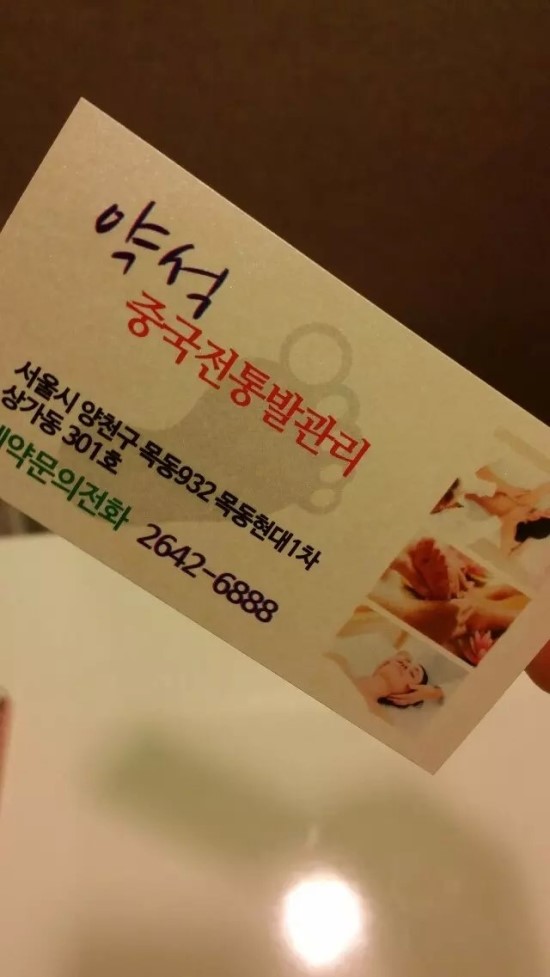 약석
중국전통발관리
서울시 양천구 목동932 목동현대1차
상가동 301호
예약문의전화 2642-6888